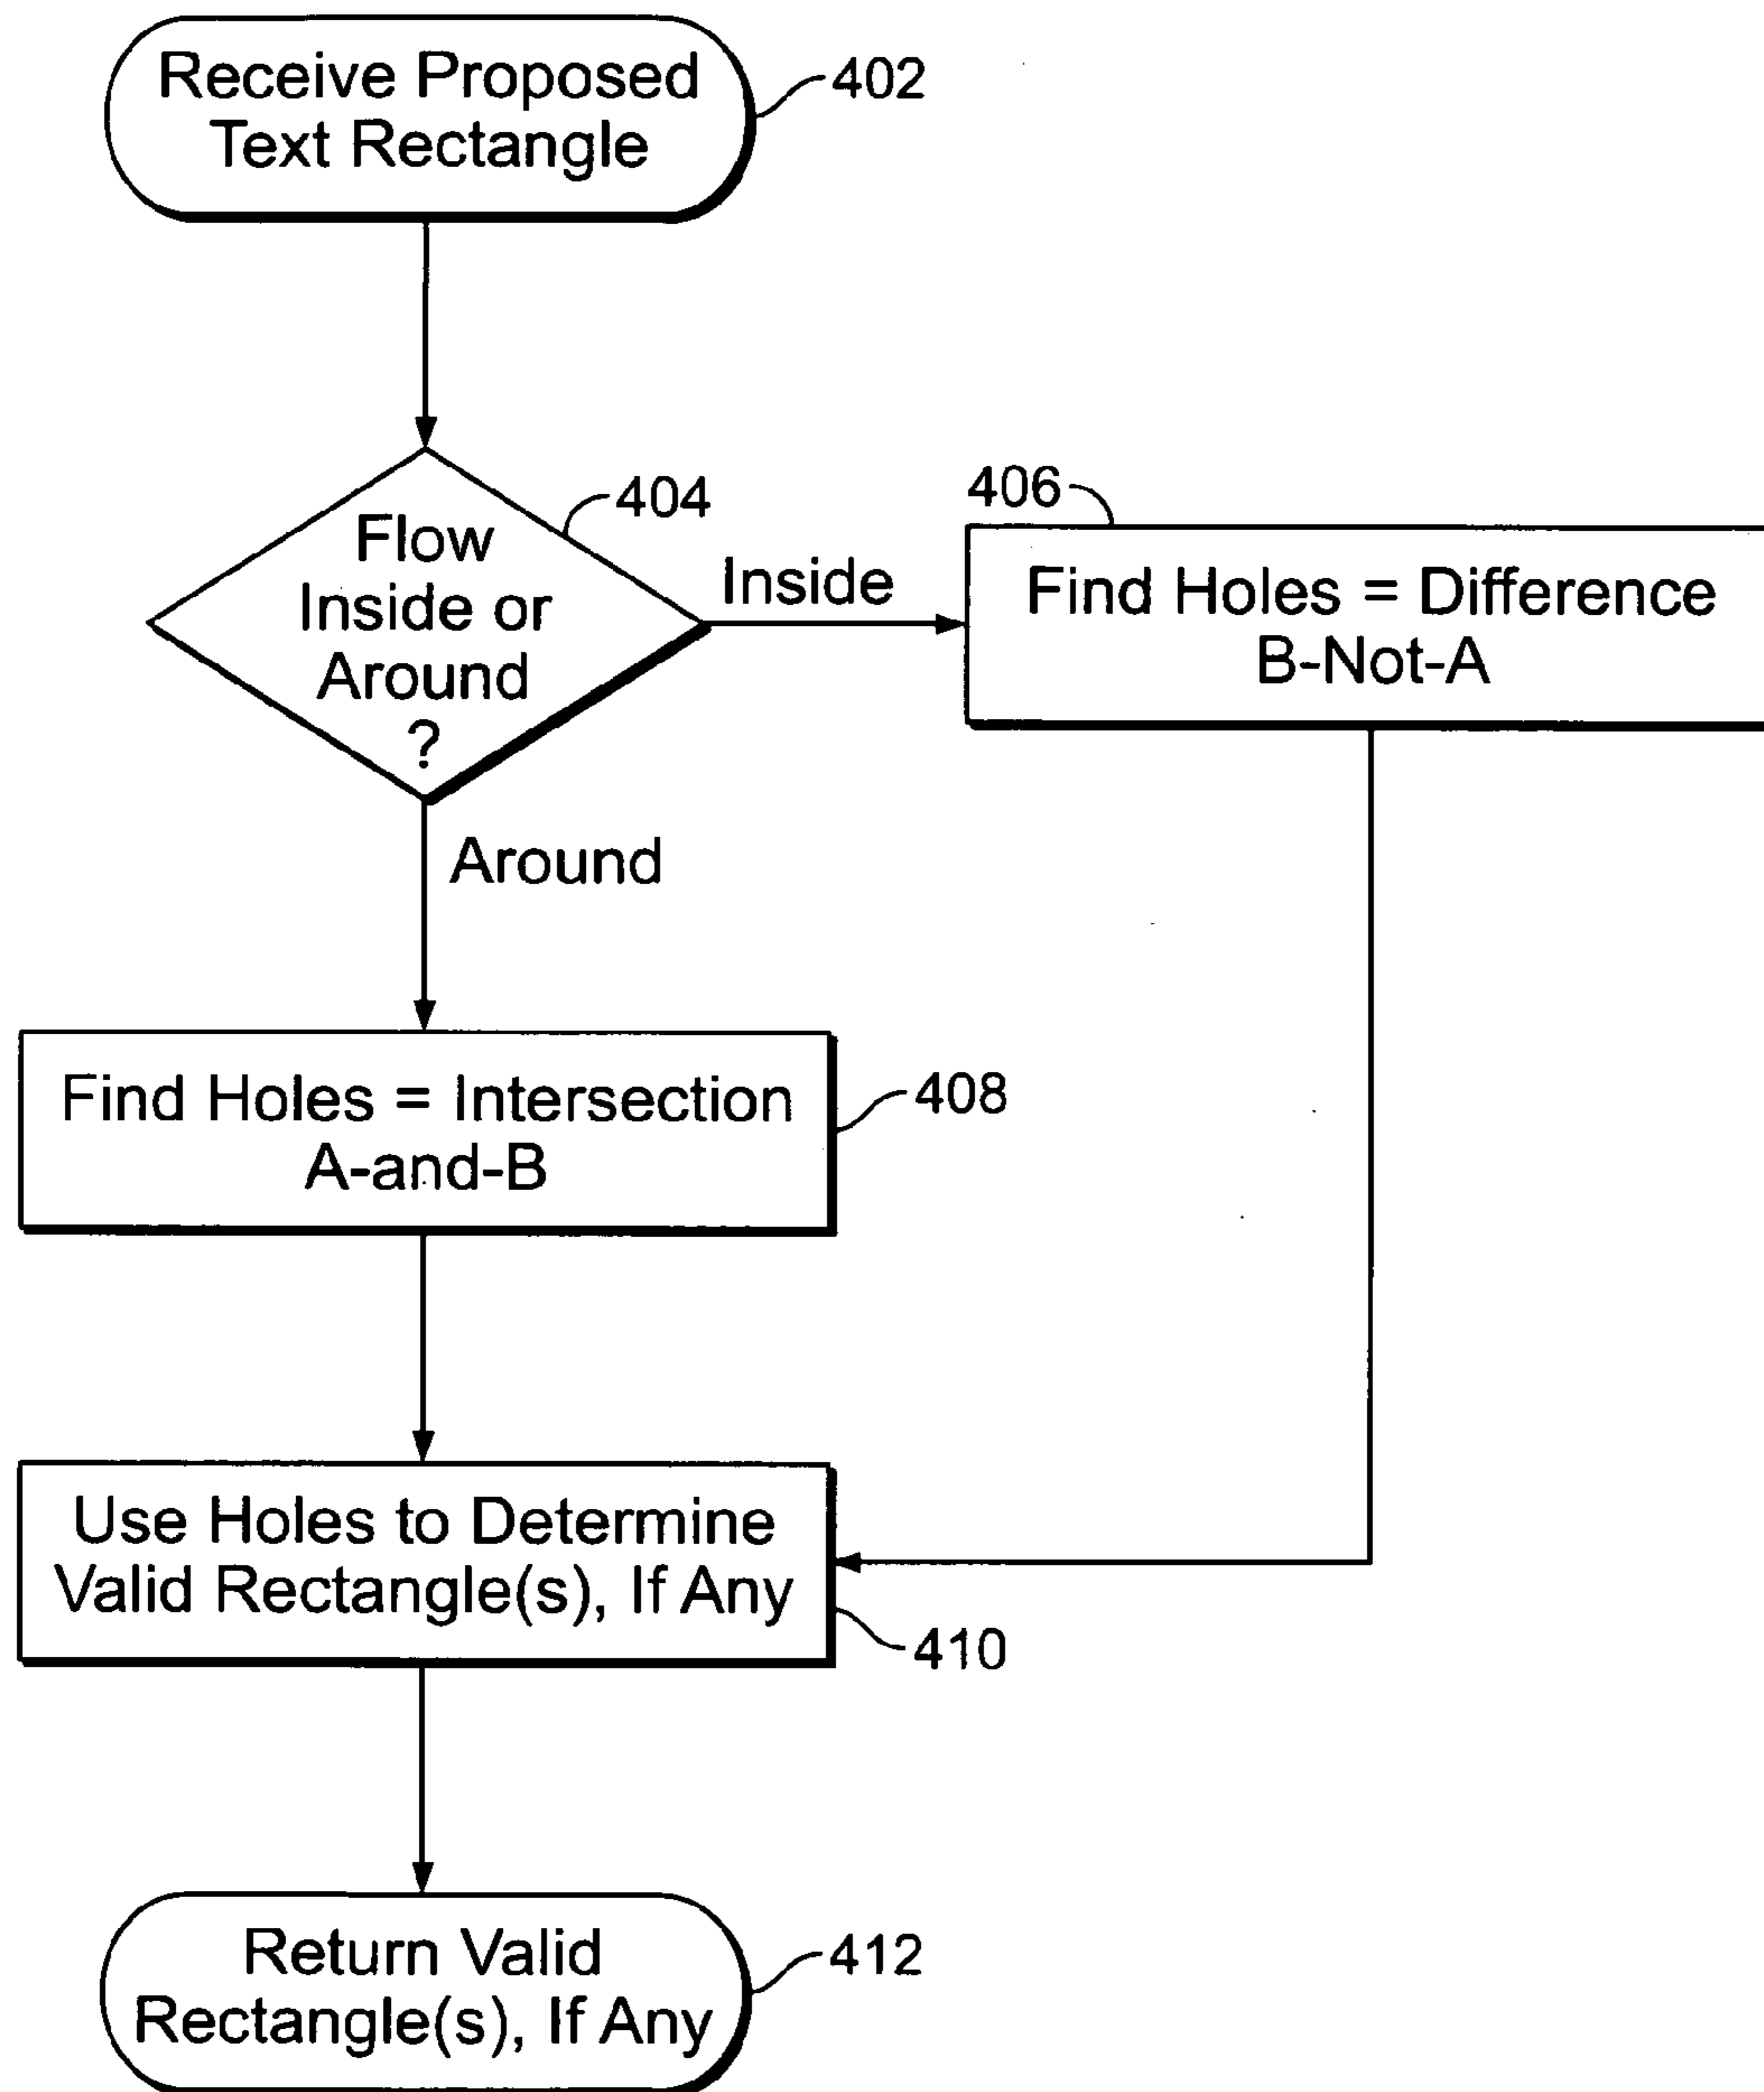 Receive Proposed
Text Rectangle
402
Flow
Inside or
Around
?
404
Inside
406
Find Holes = Difference
B-Not-A
Around
Find Holes = Intersection
A-and-B
408
Use Holes to Determine
Valid Rectangle(s), If Any
410
Return Valid
Rectangle(s), If Any
412